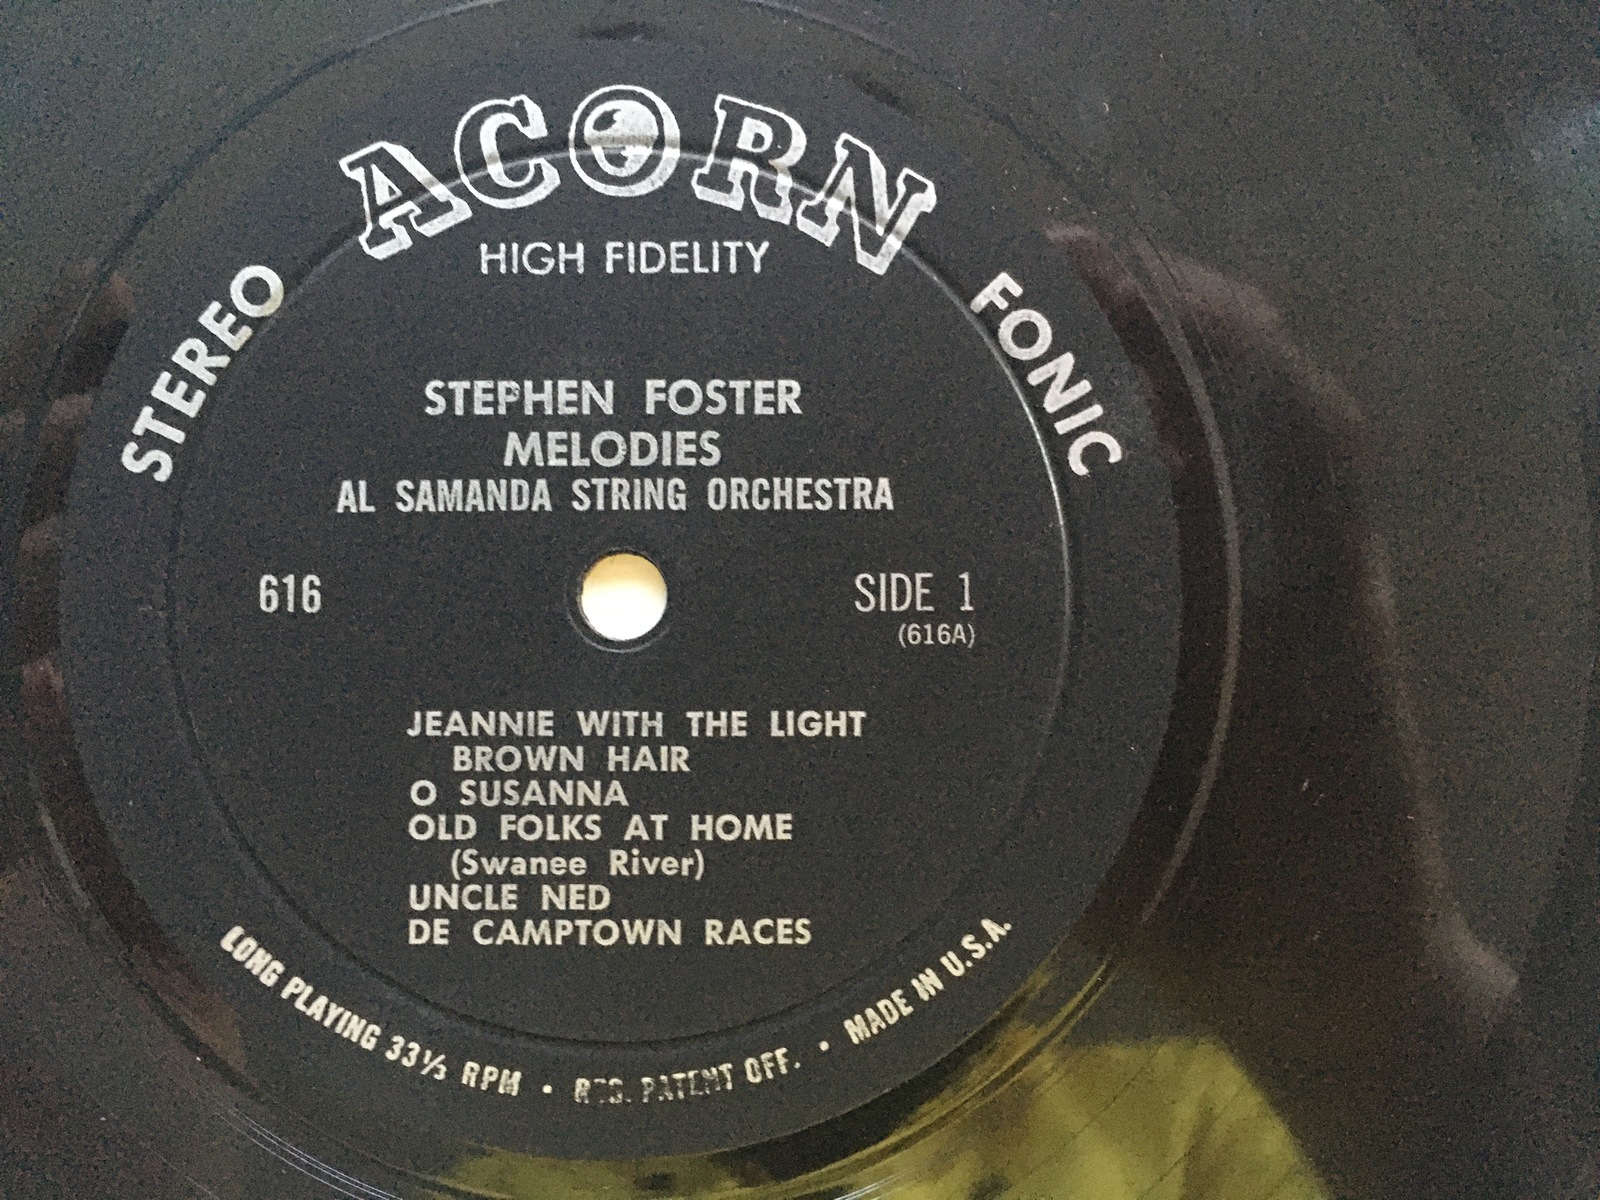 ACORN
HIGH FIDELITY
STEREO FONIC
STEPHEN FOSTER
MELODIES
AL SAMANDA STRING ORCHESTRA
616
SIDE 1
(616A)
JEANNIE WITH THE LIGHT
BROWN HAIR
O SUSANNA
OLD FOLKS AT HOME
(Swanee River)
UNCLE NED
DE CAMPTOWN RACES
LONG PLAYING 33⅓ RPM • REG. PATENT OFF. • MADE IN U.S.A.